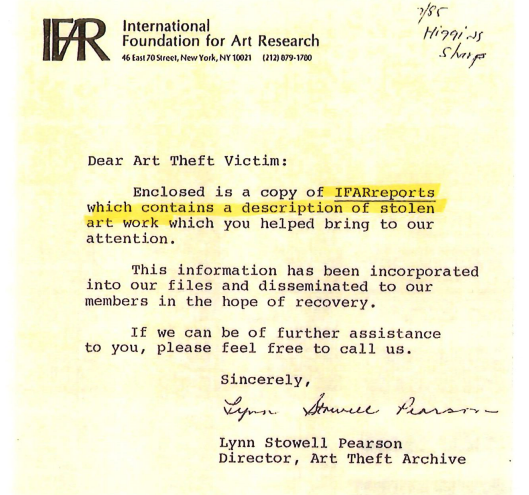 IFAR
International
Foundation for Art Research
46 East 70 Street, New York, NY 10021 (212) 879-1700
7/85
Higgins
Sharp
Dear Art Theft Victim:
Enclosed is a copy of IFARreports
which contains a description of stolen
art work which you helped bring to our
attention.
This information has been incorporated
into our files and disseminated to our
members in the hope of recovery.
If we can be of further assistance
to you, please feel free to call us.
Sincerely,
Lynn Stowell Pearson
Lynn Stowell Pearson
Director, Art Theft Archive